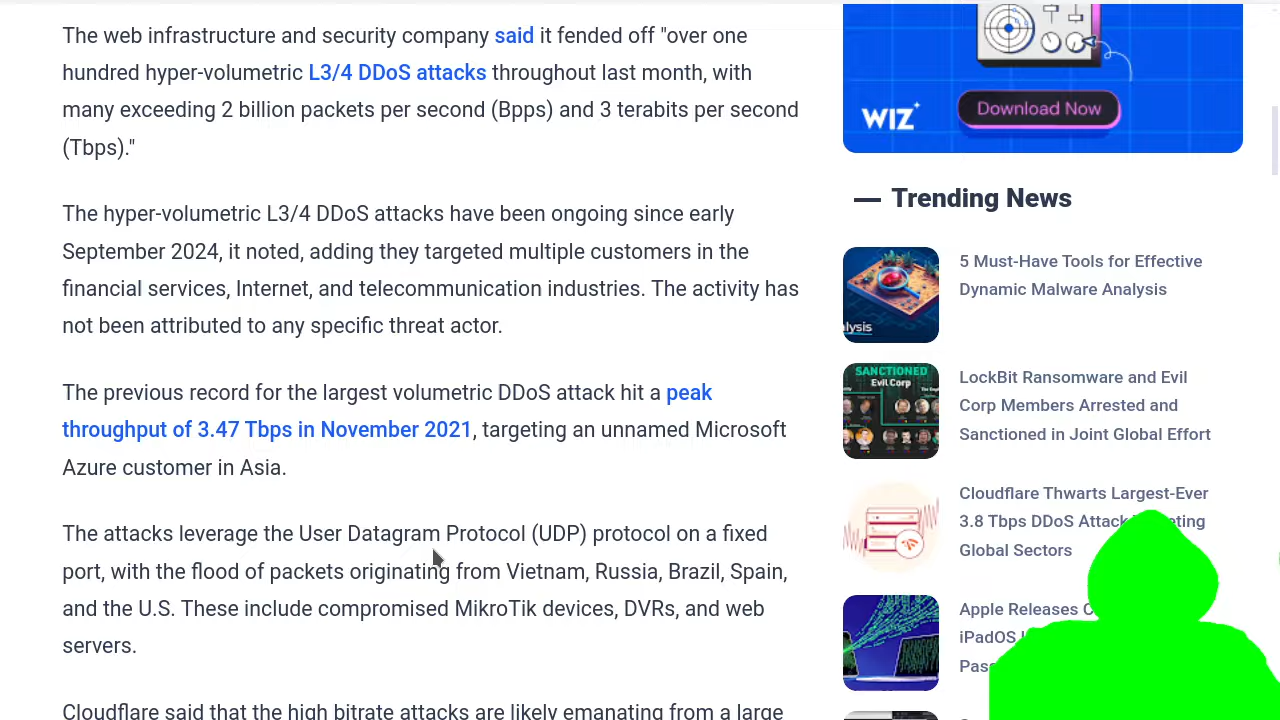 The web infrastructure and security company said it fended off "over one
hundred hyper-volumetric L3/4 DDoS attacks throughout last month, with
many exceeding 2 billion packets per second (Bpps) and 3 terabits per second
(Tbps)."
The hyper-volumetric L3/4 DDoS attacks have been ongoing since early
September 2024, it noted, adding they targeted multiple customers in the
financial services, Internet, and telecommunication industries. The activity has
not been attributed to any specific threat actor.
The previous record for the largest volumetric DDoS attack hit a peak
throughput of 3.47 Tbps in November 2021, targeting an unnamed Microsoft
Azure customer in Asia.
The attacks leverage the User Datagram Protocol (UDP) protocol on a fixed
port, with the flood of packets originating from Vietnam, Russia, Brazil, Spain,
and the U.S. These include compromised MikroTik devices, DVRs, and web
servers.
Cloudflare said that the high bitrate attacks are likely emanating from a large
WIZ+
Download Now
Trending News
lysis
5 Must-Have Tools for Effective
Dynamic Malware Analysis
SANCTIONED
Evil Corp
LockBit Ransomware and Evil
Corp Members Arrested and
Sanctioned in Joint Global Effort
Cloudflare Thwarts Largest-Ever
3.8 Tbps DDoS Attack
Global Sectors
Apple Releases
iPadOS